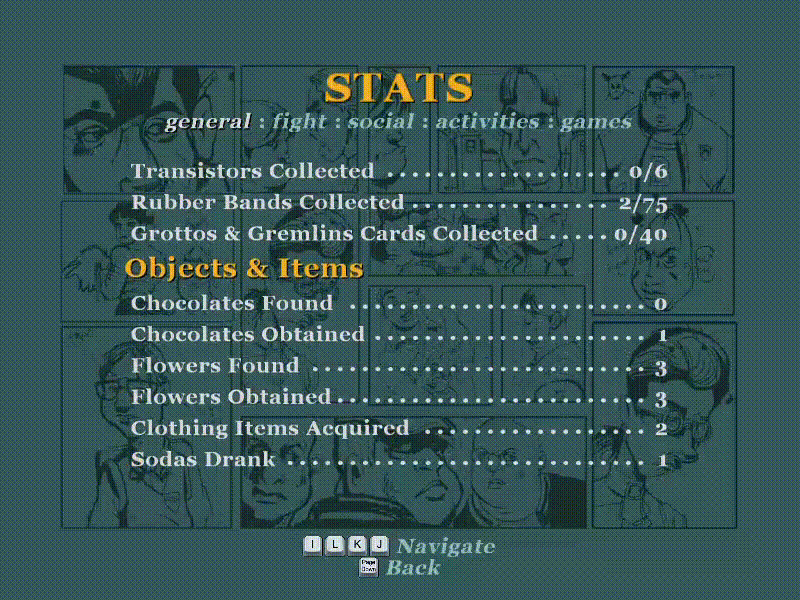 STATS
general : fight : social : activities : games
Transistors Collected ................... 0/6
Rubber Bands Collected ................ 2/75
Grottos & Gremlins Cards Collected ..... 0/40
Objects & Items
Chocolates Found ........................ 0
Chocolates Obtained ...................... 1
Flowers Found ........................... 3
Flowers Obtained ......................... 3
Clothing Items Acquired .................. 2
Sodas Drank ............................. 1
I L K J Navigate
Page Down Back